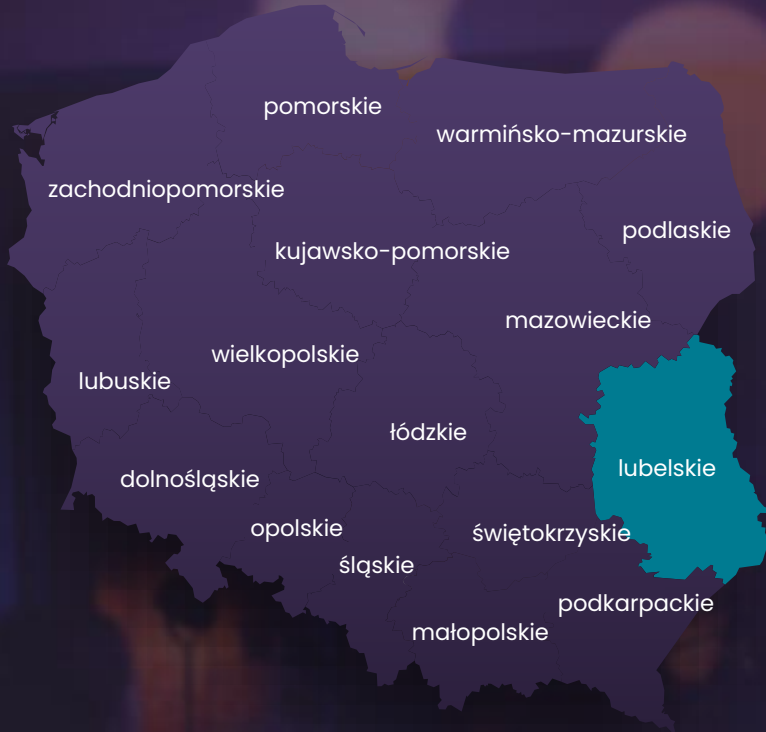 pomorskie
warmińsko-mazurskie
zachodniopomorskie
podlaskie
kujawsko-pomorskie
mazowieckie
wielkopolskie
lubuskie
łódzkie
lubelskie
dolnośląskie
opolskie
świętokrzyskie
śląskie
podkarpackie
małopolskie